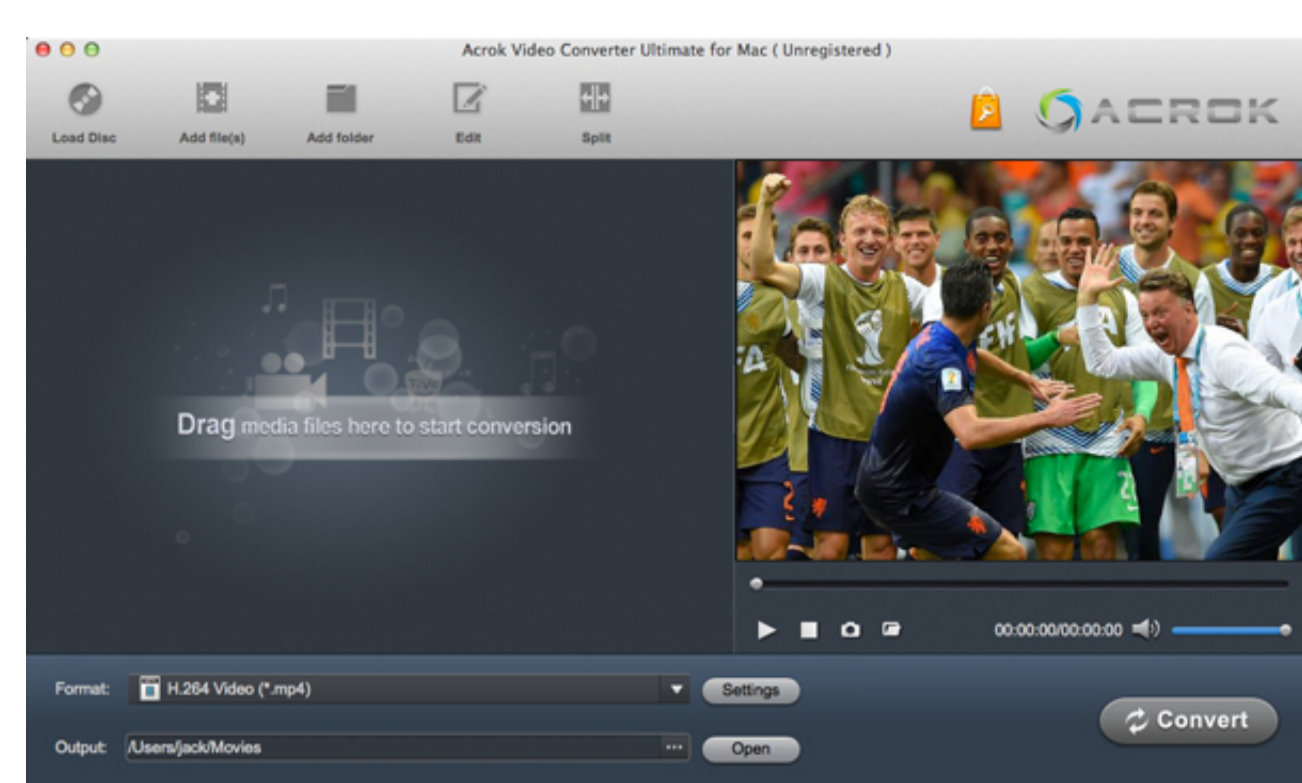 Acrok Video Converter Ultimate for Mac ( Unregistered )
Load Disc
Add file(s)
Add folder
Edit
Split
ACROK
TiVo
Drag media files here to start conversion
00:00:00/00:00:00
Format:
H.264 Video (*.mp4)
Settings
Convert
Output:
/Users/jack/Movies
...
Open